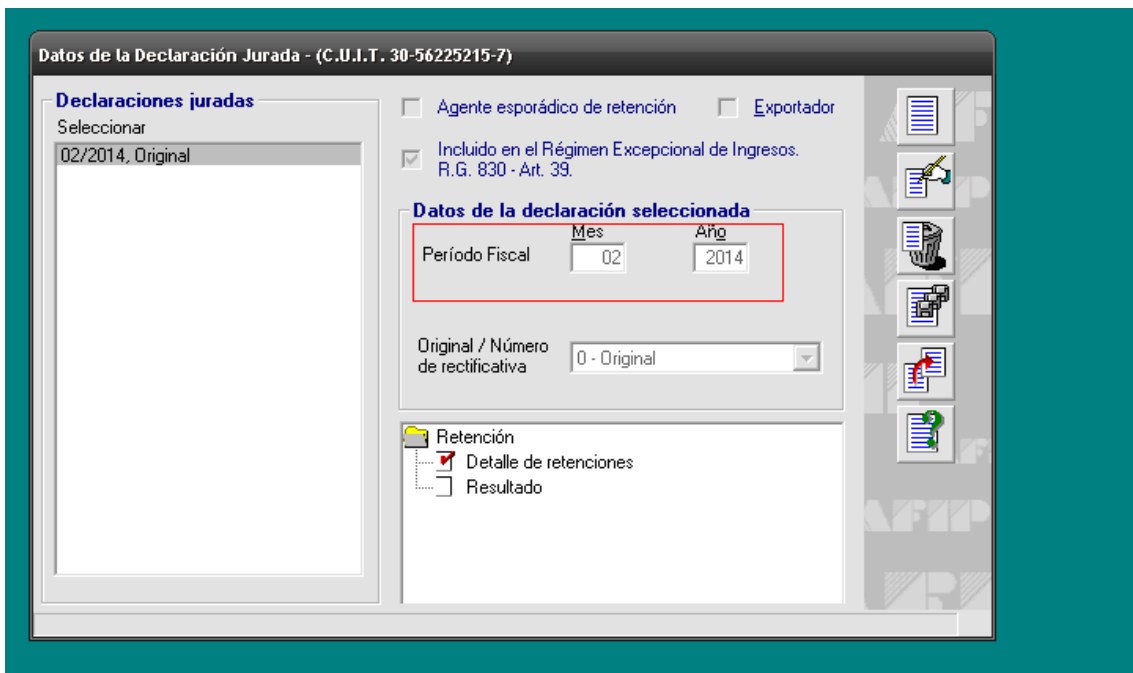 Datos de la Declaración Jurada - (C.U.I.T. 30-56225215-7)
Declaraciones juradas
Seleccionar
02/2014, Original
Agente esporádico de retención
Exportador
Incluido en el Régimen Excepcional de Ingresos.
R.G. 830 - Art. 39.
Datos de la declaración seleccionada
Mes Año
Período Fiscal 02 2014
Original / Número
de rectificativa
0 - Original
Retención
Detalle de retenciones
Resultado
AFIP